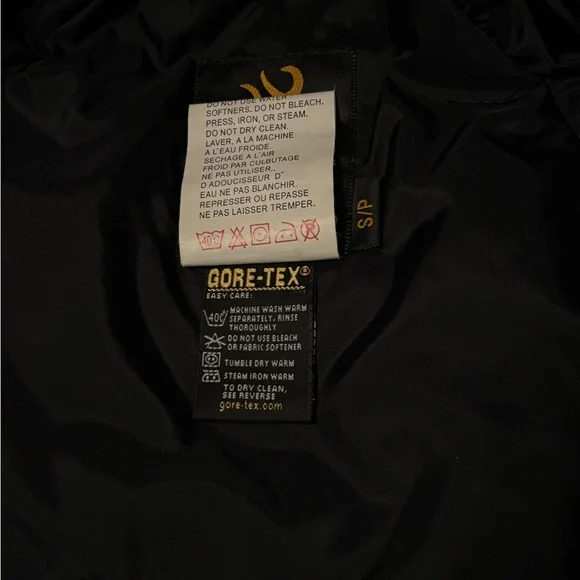 DO NOT USE WATER
SOFTNERS. DO NOT BLEACH,
PRESS, IRON, OR STEAM.
DO NOT DRY CLEAN.
LAVER, A LA MACHINE
A L'EAU FROIDE.
SECHAGE A L'AIR
FROID PAR CULBUTAGE
NE PAS UTILISER,,
D ADOUCISSEUR D"
EAU NE PAS BLANCHIR.
REPRESSER OU REPASSE
NE PAS LAISSER TREMPER.
40℃
S/P
GORE-TEX®
EASY CARE:
40C MACHINE WASH WARM
SEPARATELY, RINSE
THOROUGHLY
DO NOT USE BLEACH
OR FABRIC SOFTENER
TUMBLE DRY WARM
STEAM IRON WARM
TO DRY CLEAN,
SEE REVERSE
gore-tex.com